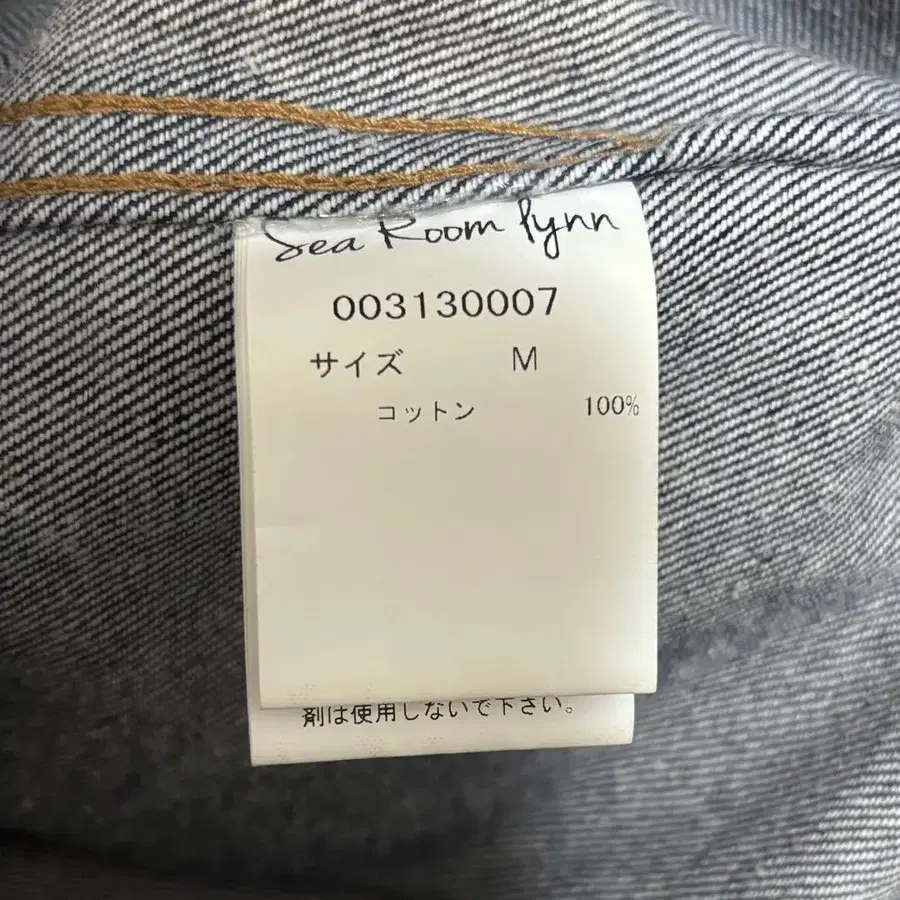 Sea Room lynn
003130007
サイズ M
コットン 100%
剤は使用しないで下さい。